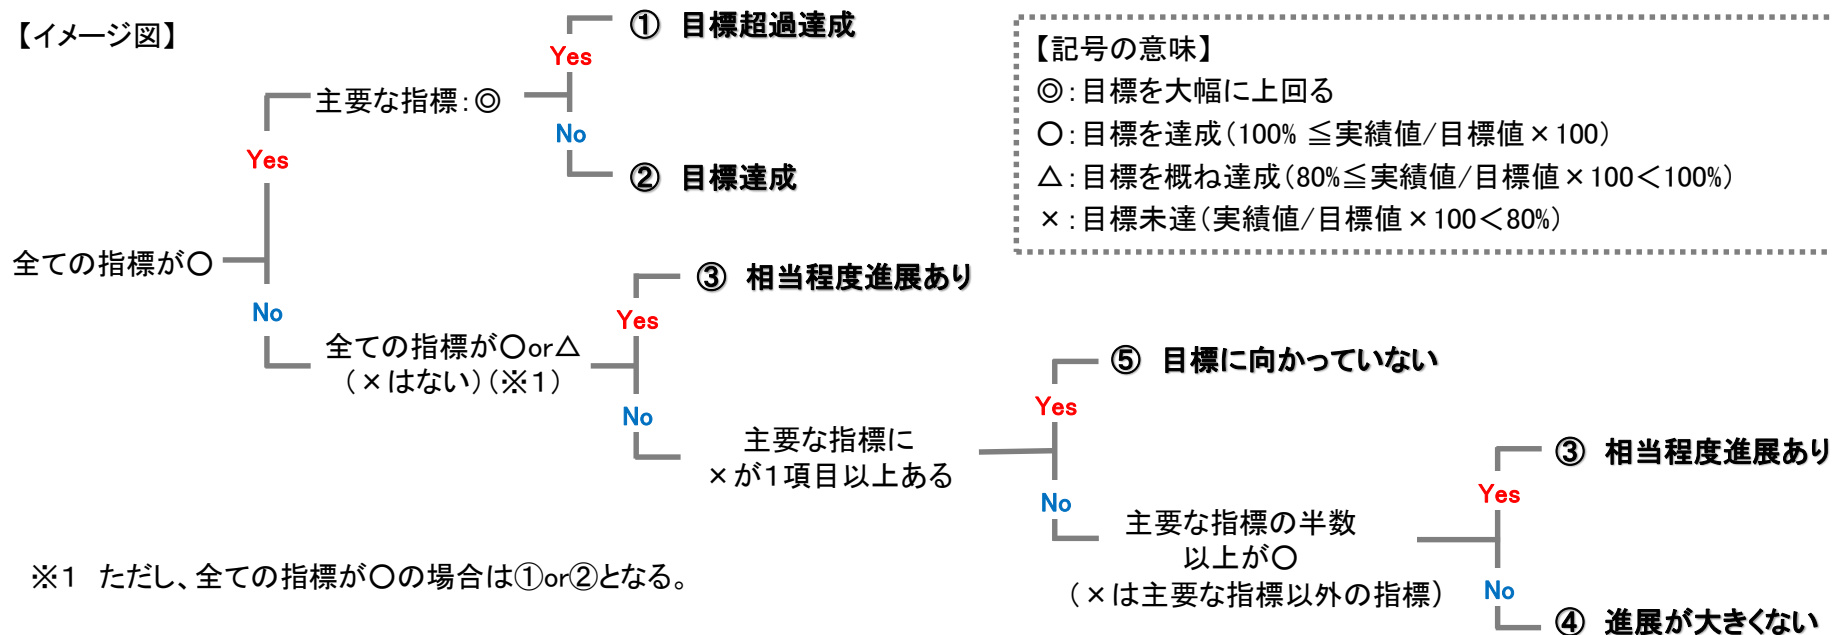 【イメージ図】
① 目標超過達成
Yes
主要な指標：◎
No
② 目標達成
Yes
全ての指標が〇
No
③ 相当程度進展あり
Yes
全ての指標が〇or△
（×はない）（※1）
No
⑤ 目標に向かっていない
Yes
主要な指標に
×が1項目以上ある
No
③ 相当程度進展あり
Yes
主要な指標の半数
以上が〇
（×は主要な指標以外の指標）
No
④ 進展が大きくない
【記号の意味】
◎：目標を大幅に上回る
〇：目標を達成（100% ≦実績値/目標値×100）
△：目標を概ね達成（80%≦実績値/目標値×100＜100%）
×：目標未達（実績値/目標値×100＜80%）
※1 ただし、全ての指標が〇の場合は①or②となる。